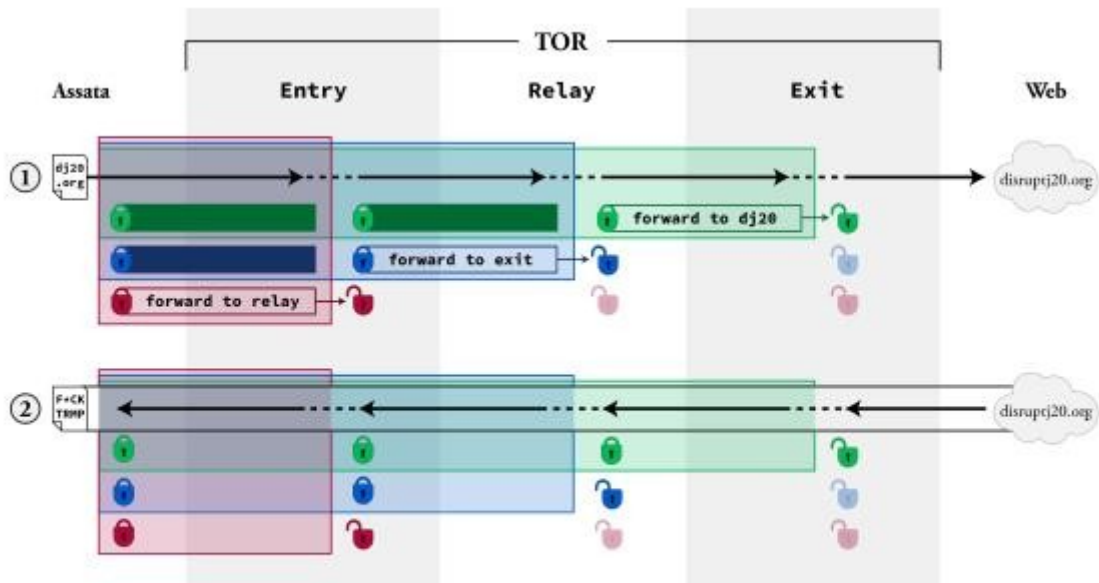 TOR
Assata Entry Relay Exit Web
1
dj20
.org
disruptj20.org
forward to dj20
forward to exit
forward to relay
2
F+CK
TRMP
disruptj20.org